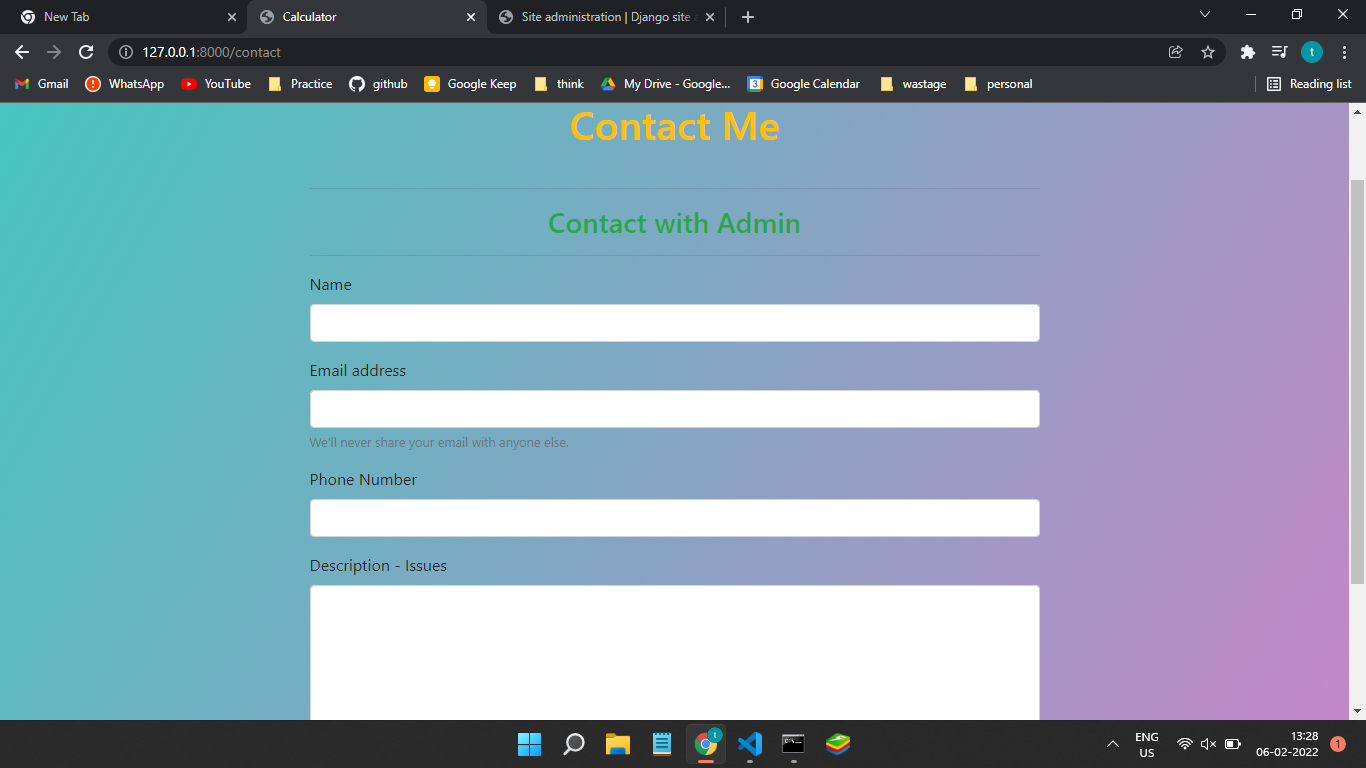 New Tab
Calculator
Site administration | Django site
127.0.0.1:8000/contact
t
Gmail
WhatsApp
YouTube
Practice
github
Google Keep
think
My Drive - Google...
3
Google Calendar
wastage
personal
Reading list
Contact Me
Contact with Admin
Name
Email address
We'll never share your email with anyone else.
Phone Number
Description - Issues
t
ENG
US
13:28
06-02-2022
1